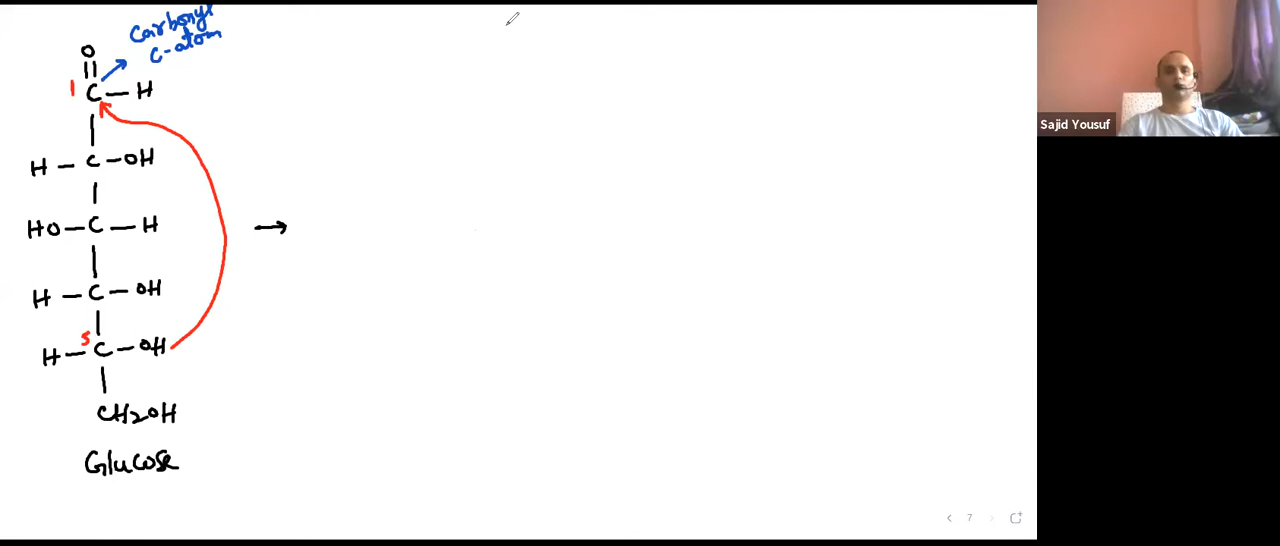 Carbonyl
C-atom
O
1 C - H
H - C - OH
HO - C - H
H - C - OH
5
H - C - OH
CH2OH
Glucose
Sajid Yousuf
7